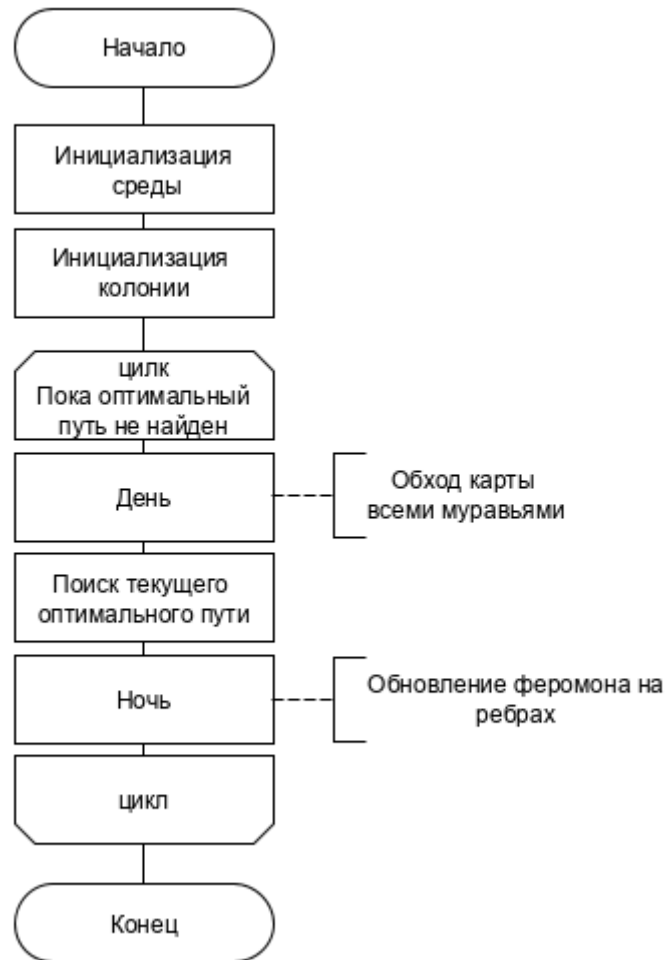 Начало
Инициализация
среды
Инициализация
колонии
цилк
Пока оптимальный
путь не найден
День
Обход карты
всеми муравьями
Поиск текущего
оптимального пути
Ночь
Обновление феромона на
ребрах
цикл
Конец